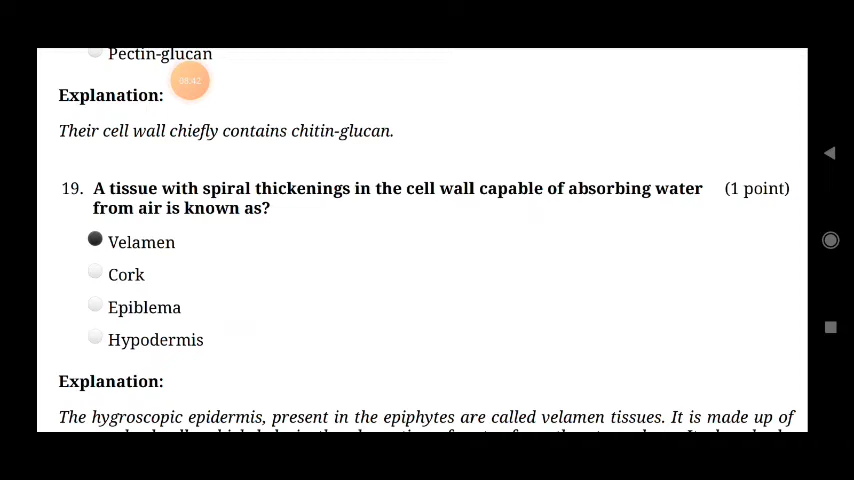 Pectin-glucan
08:42
Explanation:
Their cell wall chiefly contains chitin-glucan.
19. A tissue with spiral thickenings in the cell wall capable of absorbing water (1 point)
from air is known as?
Velamen
Cork
Epiblema
Hypodermis
Explanation:
The hygroscopic epidermis, present in the epiphytes are called velamen tissues. It is made up of